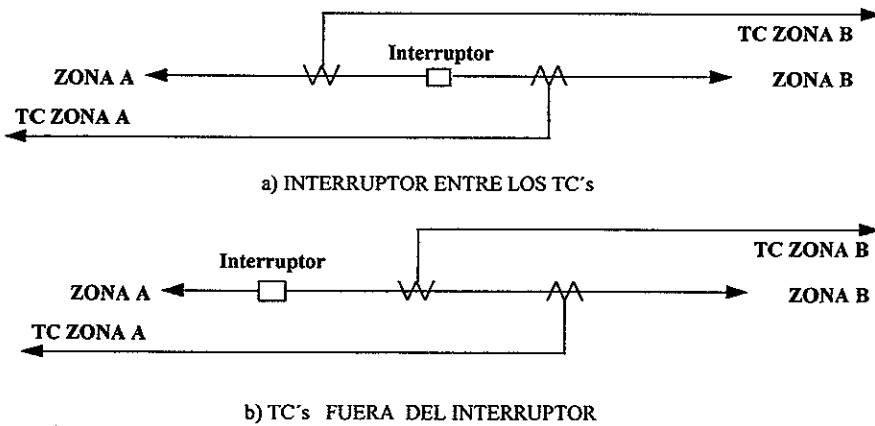 TC ZONA B
Interruptor
ZONA A
ZONA B
TC ZONA A
a) INTERRUPTOR ENTRE LOS TC´s
TC ZONA B
Interruptor
ZONA A
ZONA B
TC ZONA A
b) TC´s FUERA DEL INTERRUPTOR